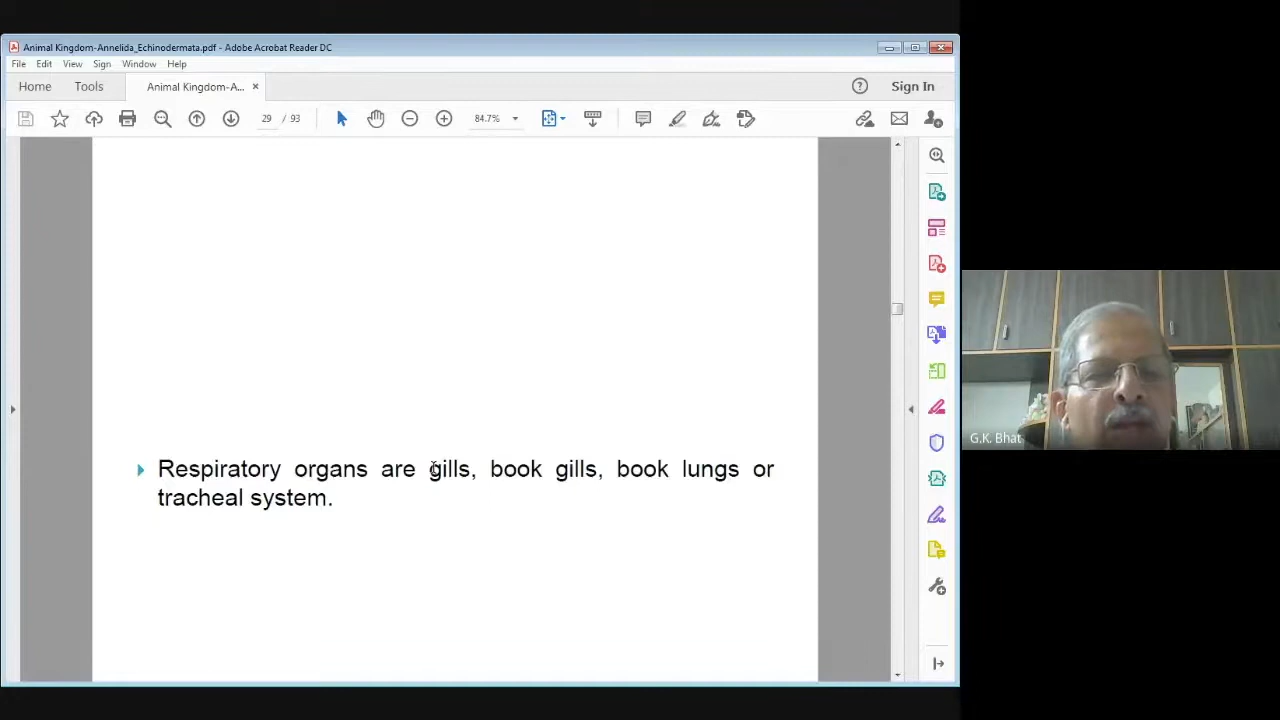 Animal Kingdom-Annelida_Echinodermata.pdf - Adobe Acrobat Reader DC
File Edit View Sign Window Help
Home Tools Animal Kingdom-A... × Sign In
29 / 93 84.7%
Respiratory organs are gills, book gills, book lungs or
tracheal system.
G.K. Bhat